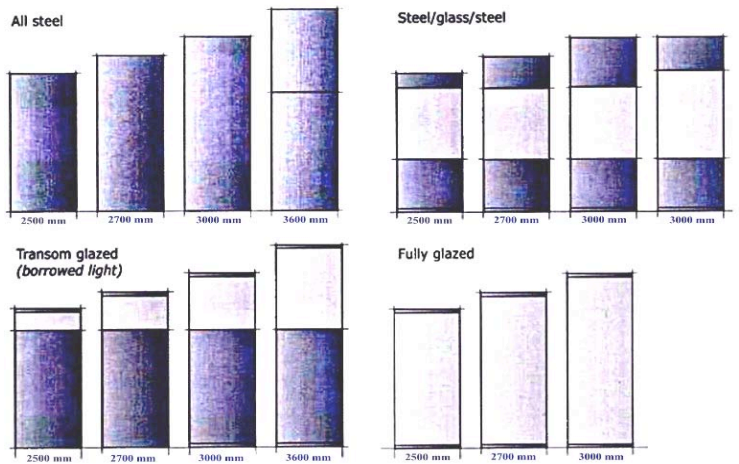 All steel
2500 mm
2700 mm
3000 mm
3600 mm
Steel/glass/steel
2500 mm
2700 mm
3000 mm
3000 mm
Transom glazed
(borrowed light)
2500 mm
2700 mm
3000 mm
3600 mm
Fully glazed
2500 mm
2700 mm
3000 mm